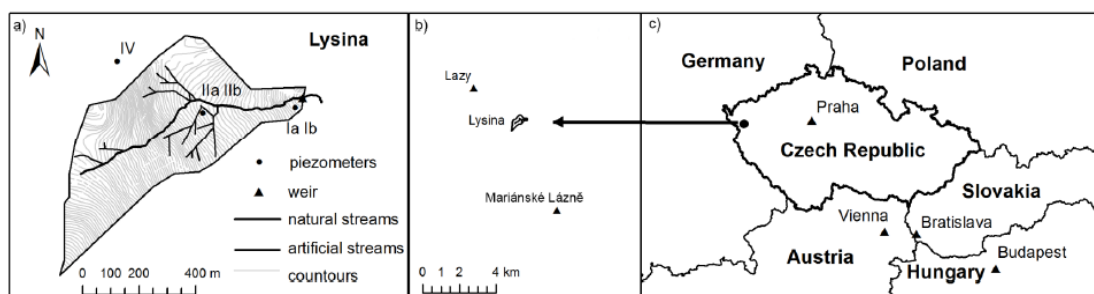 a)
N
IV
Lysina
IIa IIb
Ia Ib
piezometers
weir
natural streams
artificial streams
countours
0 100 200 400 m
b)
Lazy
Lysina
Mariánské Lázně
0 1 2 4 km
c)
Germany
Poland
Praha
Czech Republic
Slovakia
Vienna
Bratislava
Austria
Budapest
Hungary